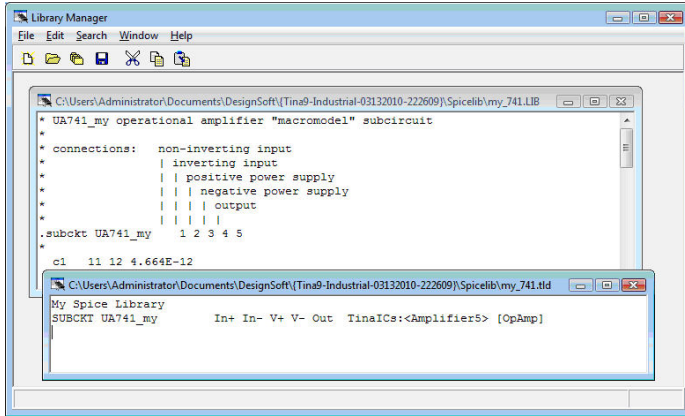 Library Manager
File Edit Search Window Help
C:\Users\Administrator\Documents\DesignSoft\{Tina9-Industrial-03132010-222609}\Spicelib\my_741.LIB
* UA741_my operational amplifier "macromodel" subcircuit
*
* connections:   non-inverting input
*                | inverting input
*                | | positive power supply
*                | | | negative power supply
*                | | | | output
*                | | | | |
.subckt UA741_my    1 2 3 4 5
*
  c1   11 12 4.664E-12
C:\Users\Administrator\Documents\DesignSoft\{Tina9-Industrial-03132010-222609}\Spicelib\my_741.tld
My Spice Library
SUBCKT UA741_my        In+ In- V+ V- Out  TinaICs:<Amplifier5> [OpAmp]